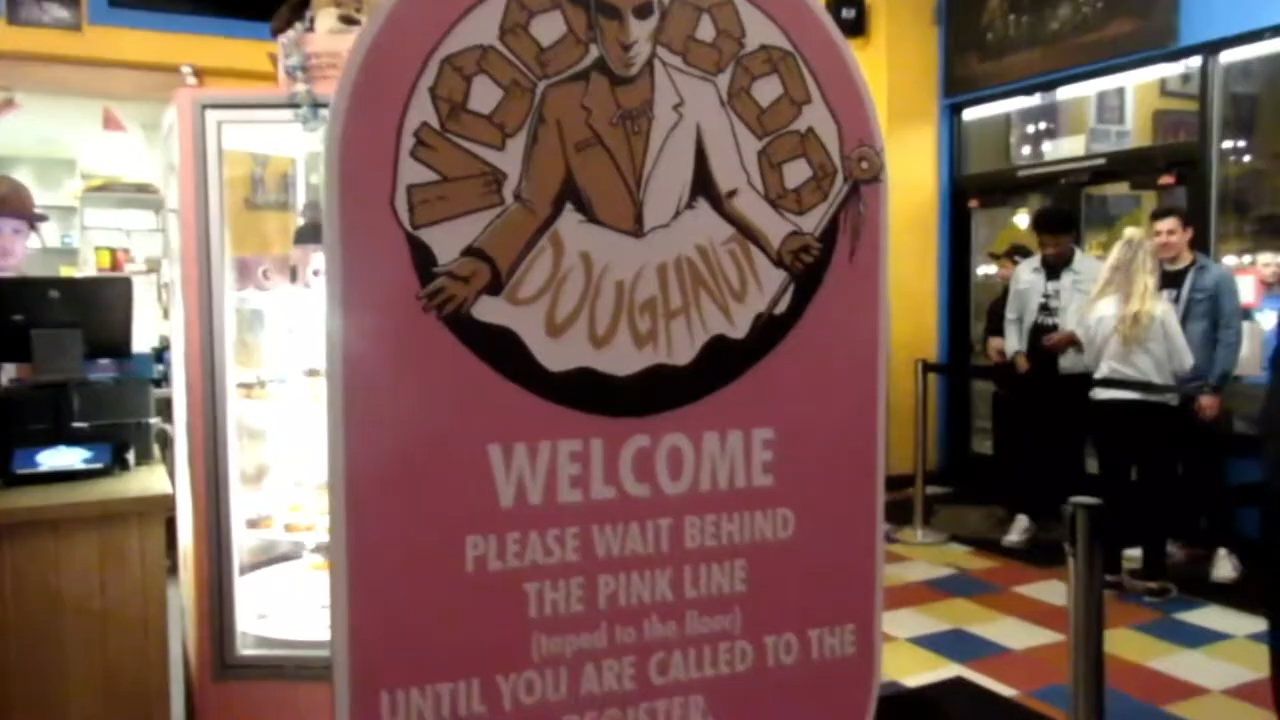 VOODOO
DOUGHNUT
WELCOME
PLEASE WAIT BEHIND
THE PINK LINE
(taped to the floor)
UNTIL YOU ARE CALLED TO THE
REGISTER.